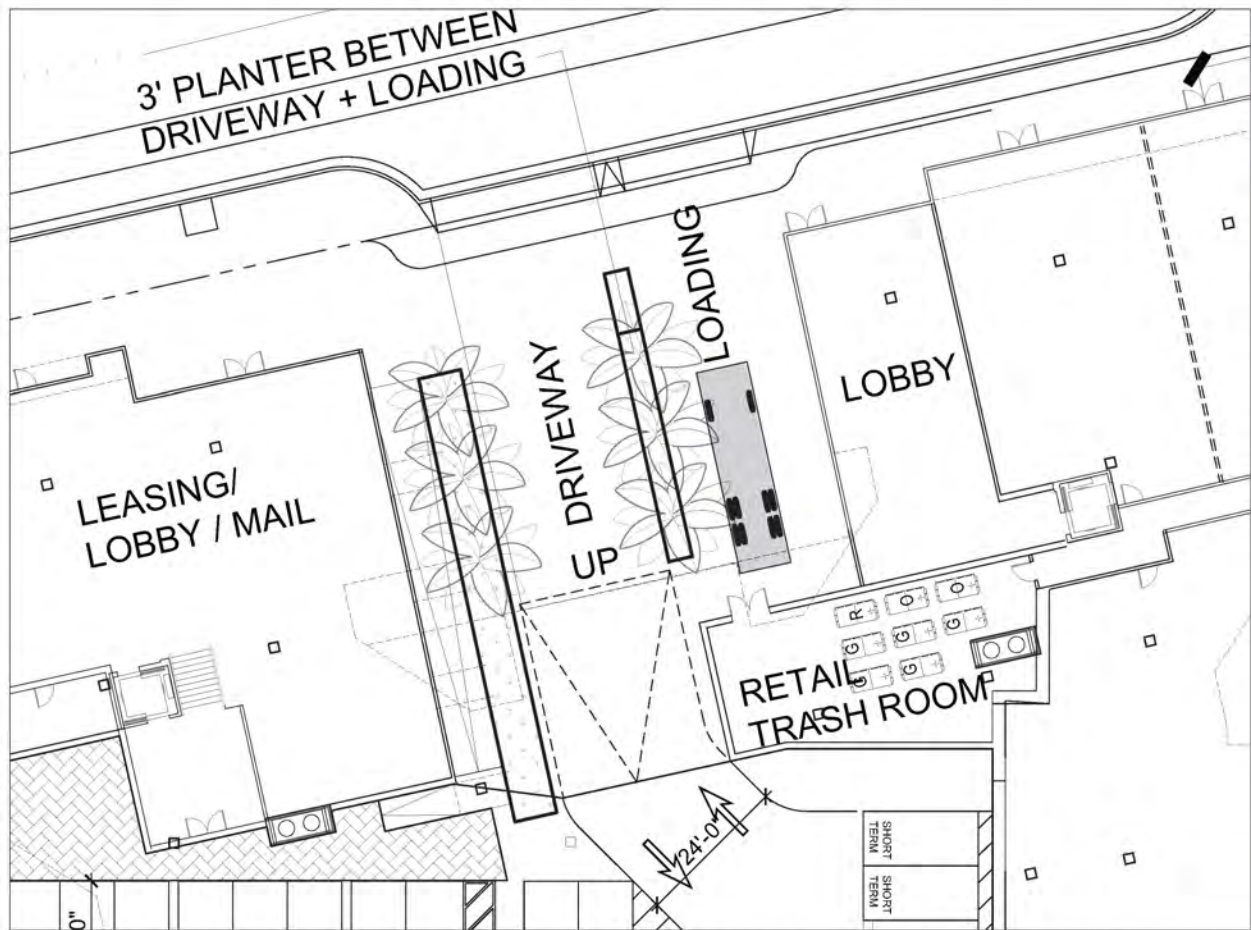 3' PLANTER BETWEEN
DRIVEWAY + LOADING
LOADING
DRIVEWAY
UP
LOBBY
LEASING/
LOBBY / MAIL
R
O
O
G
G
G
G
G
RETAIL
TRASH ROOM
24'-0"
SHORT
TERM
SHORT
TERM
0"